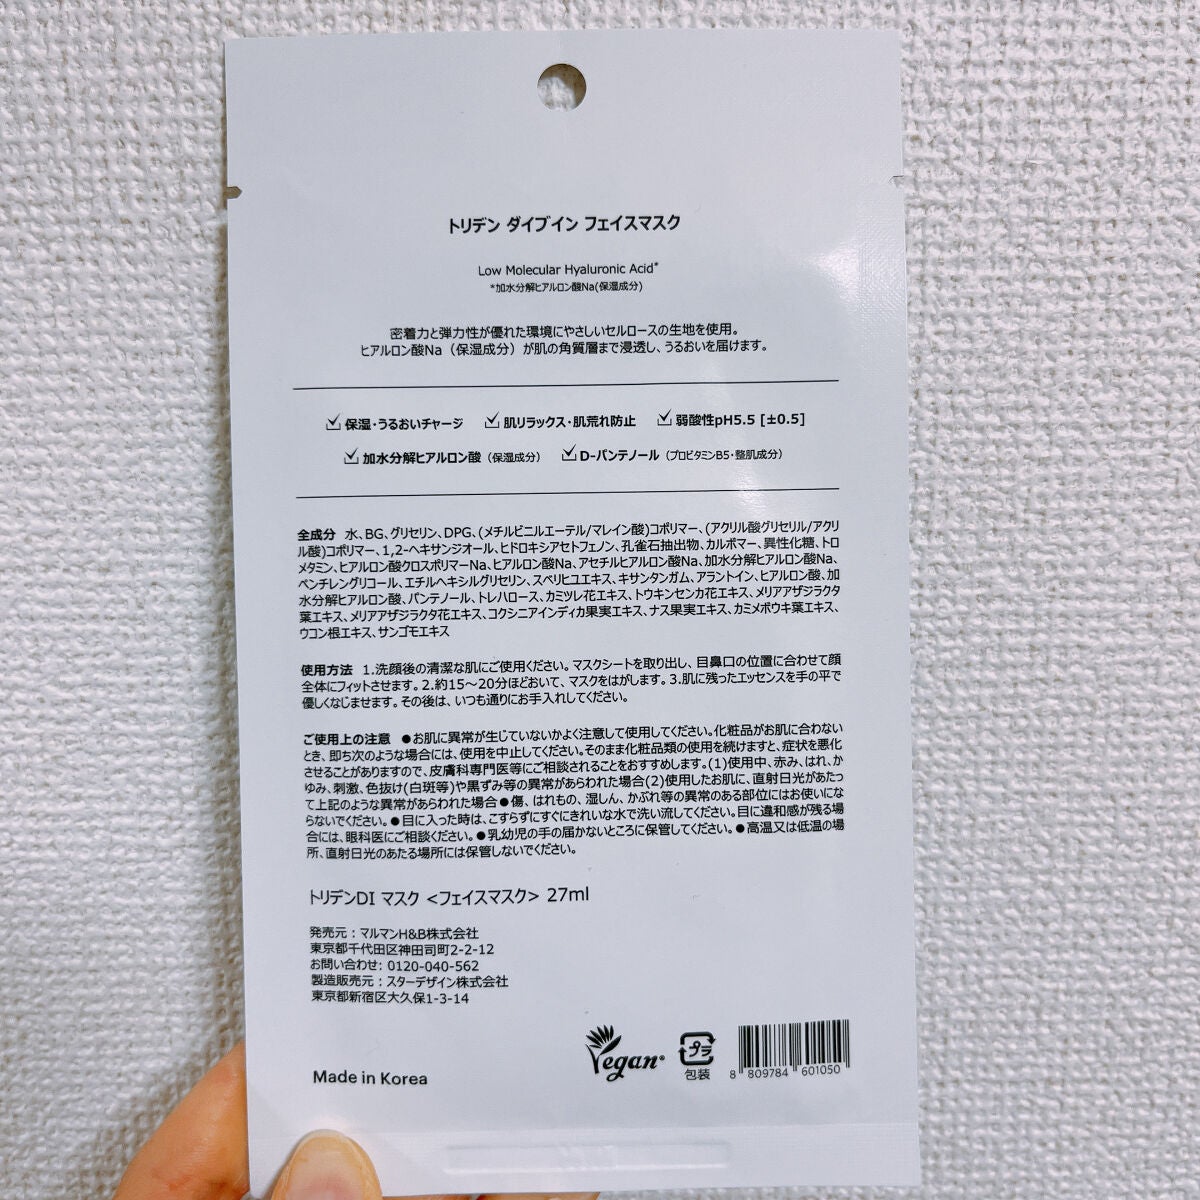 トリデン ダイブイン フェイスマスク
Low Molecular Hyaluronic Acid*
*加水分解ヒアルロン酸Na(保湿成分)
密着力と弾力性が優れた環境にやさしいセルロースの生地を使用。
ヒアルロン酸Na（保湿成分）が肌の角質層まで浸透し、うるおいを届けます。
保湿・うるおいチャージ 肌リラックス・肌荒れ防止 弱酸性pH5.5 [±0.5]
加水分解ヒアルロン酸（保湿成分） D-パンテノール（プロビタミンB5・整肌成分）
全成分 水、BG、グリセリン、DPG、(メチルビニルエーテル/マレイン酸)コポリマー、(アクリル酸グリセリル/アクリ
ル酸)コポリマー、1,2-ヘキサンジオール、ヒドロキシアセトフェノン、孔雀石抽出物、カルボマー、異性化糖、トロ
メタミン、ヒアルロン酸クロスポリマーNa、ヒアルロン酸Na、アセチルヒアルロン酸Na、加水分解ヒアルロン酸Na、
ペンチレングリコール、エチルヘキシルグリセリン、スベリヒユエキス、キサンタンガム、アラントイン、ヒアルロン酸、加
水分解ヒアルロン酸、パンテノール、トレハロース、カミツレ花エキス、トウキンセンカ花エキス、メリアアザジラクタ
葉エキス、メリアアザジラクタ花エキス、コクシニアインディカ果実エキス、ナス果実エキス、カミメボウキ葉エキス、
ウコン根エキス、サンゴモエキス
使用方法 1.洗顔後の清潔な肌にご使用ください。マスクシートを取り出し、目鼻口の位置に合わせて顔
全体にフィットさせます。2.約15～20分ほどおいて、マスクをはがします。3.肌に残ったエッセンスを手の平で
優しくなじませます。その後は、いつも通りにお手入れしてください。
ご使用上の注意 ●お肌に異常が生じていないかよく注意して使用してください。化粧品がお肌に合わない
とき、即ち次のような場合には、使用を中止してください。そのまま化粧品類の使用を続けますと、症状を悪化
させることがありますので、皮膚科専門医等にご相談されることをおすすめします。(1)使用中、赤み、はれ、か
ゆみ、刺激、色抜け(白斑等)や黒ずみ等の異常があらわれた場合(2)使用したお肌に、直射日光があたっ
て上記のような異常があらわれた場合●傷、はれもの、湿しん、かぶれ等の異常のある部位にはお使いにな
らないでください。●目に入った時は、こすらずにすぐにきれいな水で洗い流してください。目に違和感が残る場
合には、眼科医にご相談ください。●乳幼児の手の届かないところに保管してください。●高温又は低温の場
所、直射日光のあたる場所には保管しないでください。
トリデンDI マスク <フェイスマスク> 27ml
発売元：マルマンH&B株式会社
東京都千代田区神田司町2-2-12
お問い合わせ: 0120-040-562
製造販売元：スターデザイン株式会社
東京都新宿区大久保1-3-14
Made in Korea
Vegan®
プラ
包装
8 809784 601050